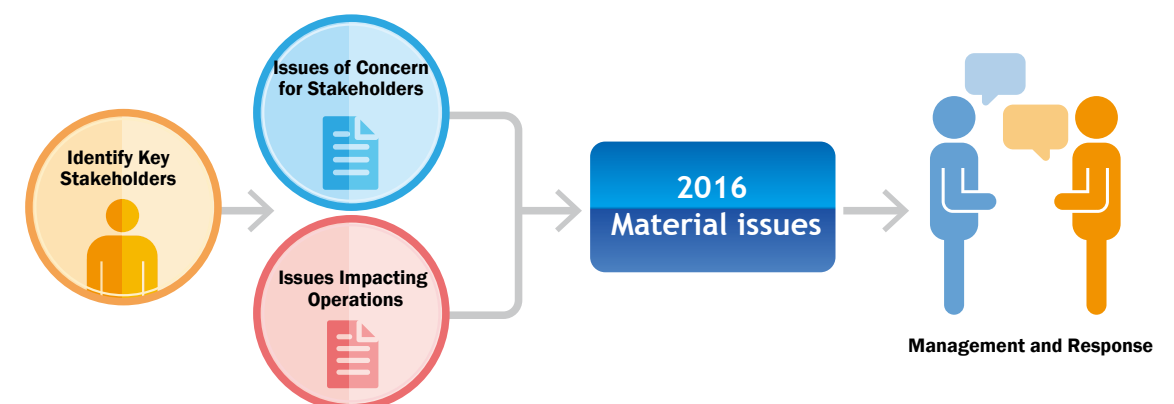 Issues of Concern
for Stakeholders
Identify Key
Stakeholders
2016
Material issues
Issues Impacting
Operations
Management and Response